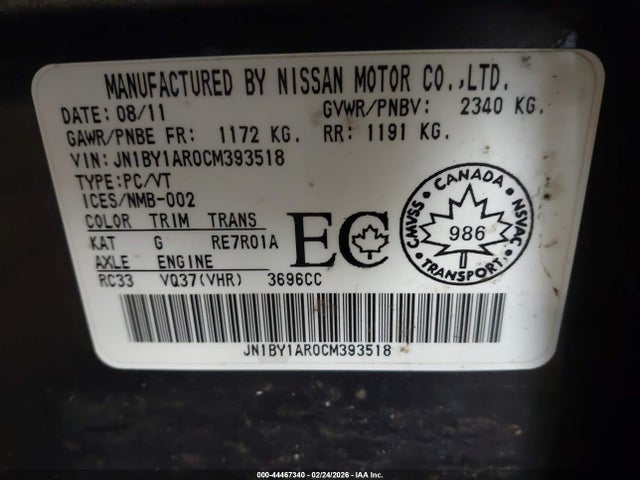 MANUFACTURED BY NISSAN MOTOR CO.,LTD.
DATE: 08/11 GVWR/PNBV: 2340 KG.
GAWR/PNBE FR: 1172 KG. RR: 1191 KG.
VIN: JN1BY1AR0CM393518
TYPE:PC/VT
ICES/NMB-002
COLOR TRIM TRANS
KAT G RE7R01A
AXLE ENGINE
RC33 VQ37(VHR) 3696CC
EC
CANADA
CMVSS
NSVAC
986
TRANSPORT
JN1BY1AR0CM393518
000-44467340 - 02/24/2026 - IAA Inc.